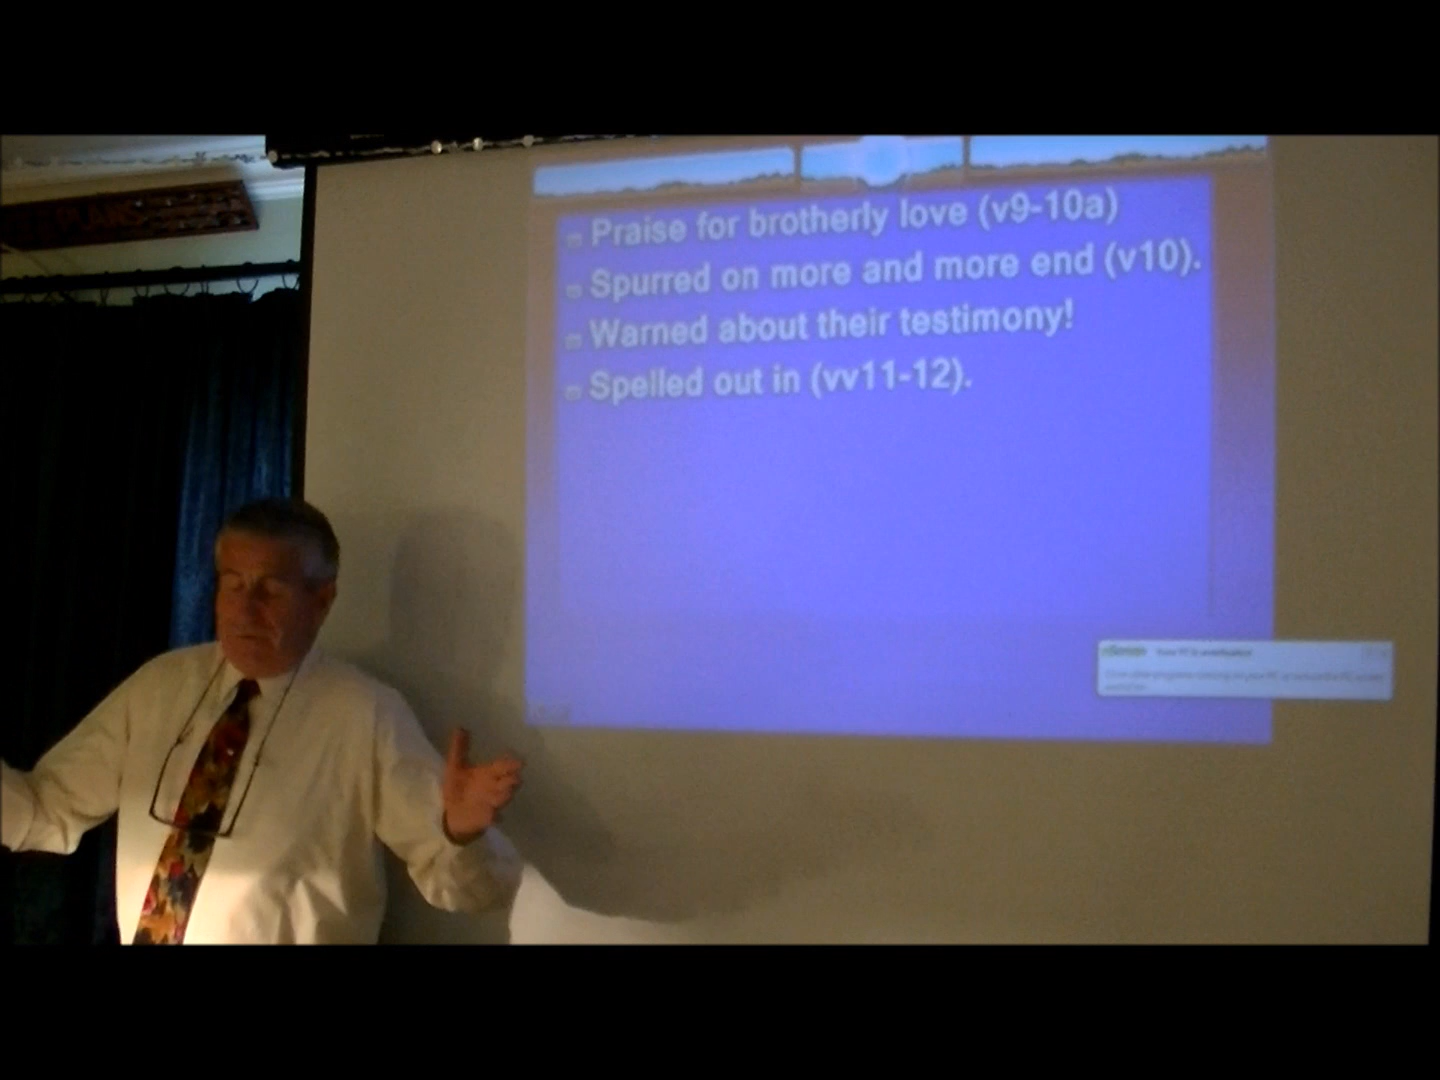 Praise for brotherly love (v9-10a)
Spurred on more and more end (v10).
Warned about their testimony!
Spelled out in (vv11-12).